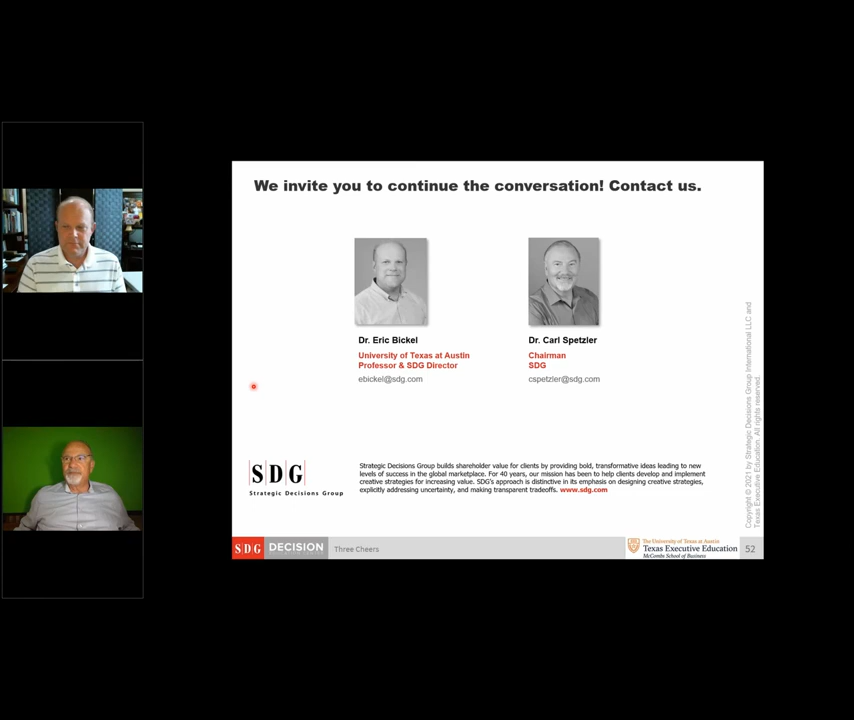 We invite you to continue the conversation! Contact us.
Dr. Eric Bickel
University of Texas at Austin
Professor & SDG Director
ebickel@sdg.com
Dr. Carl Spetzler
Chairman
SDG
cspetzler@sdg.com
SDG
Strategic Decisions Group
Strategic Decisions Group builds shareholder value for clients by providing bold, transformative ideas leading to new
levels of success in the global marketplace. For 40 years, our mission has been to help clients develop and implement
creative strategies for increasing value. SDG's approach is distinctive in its emphasis on designing creative strategies,
explicitly addressing uncertainty, and making transparent tradeoffs. www.sdg.com
Copyright © 2021 by Strategic Decisions Group International LLC and
Texas Executive Education. All rights reserved.
SDG DECISION
Three Cheers
The University of Texas at Austin
Texas Executive Education
McCombs School of Business
52